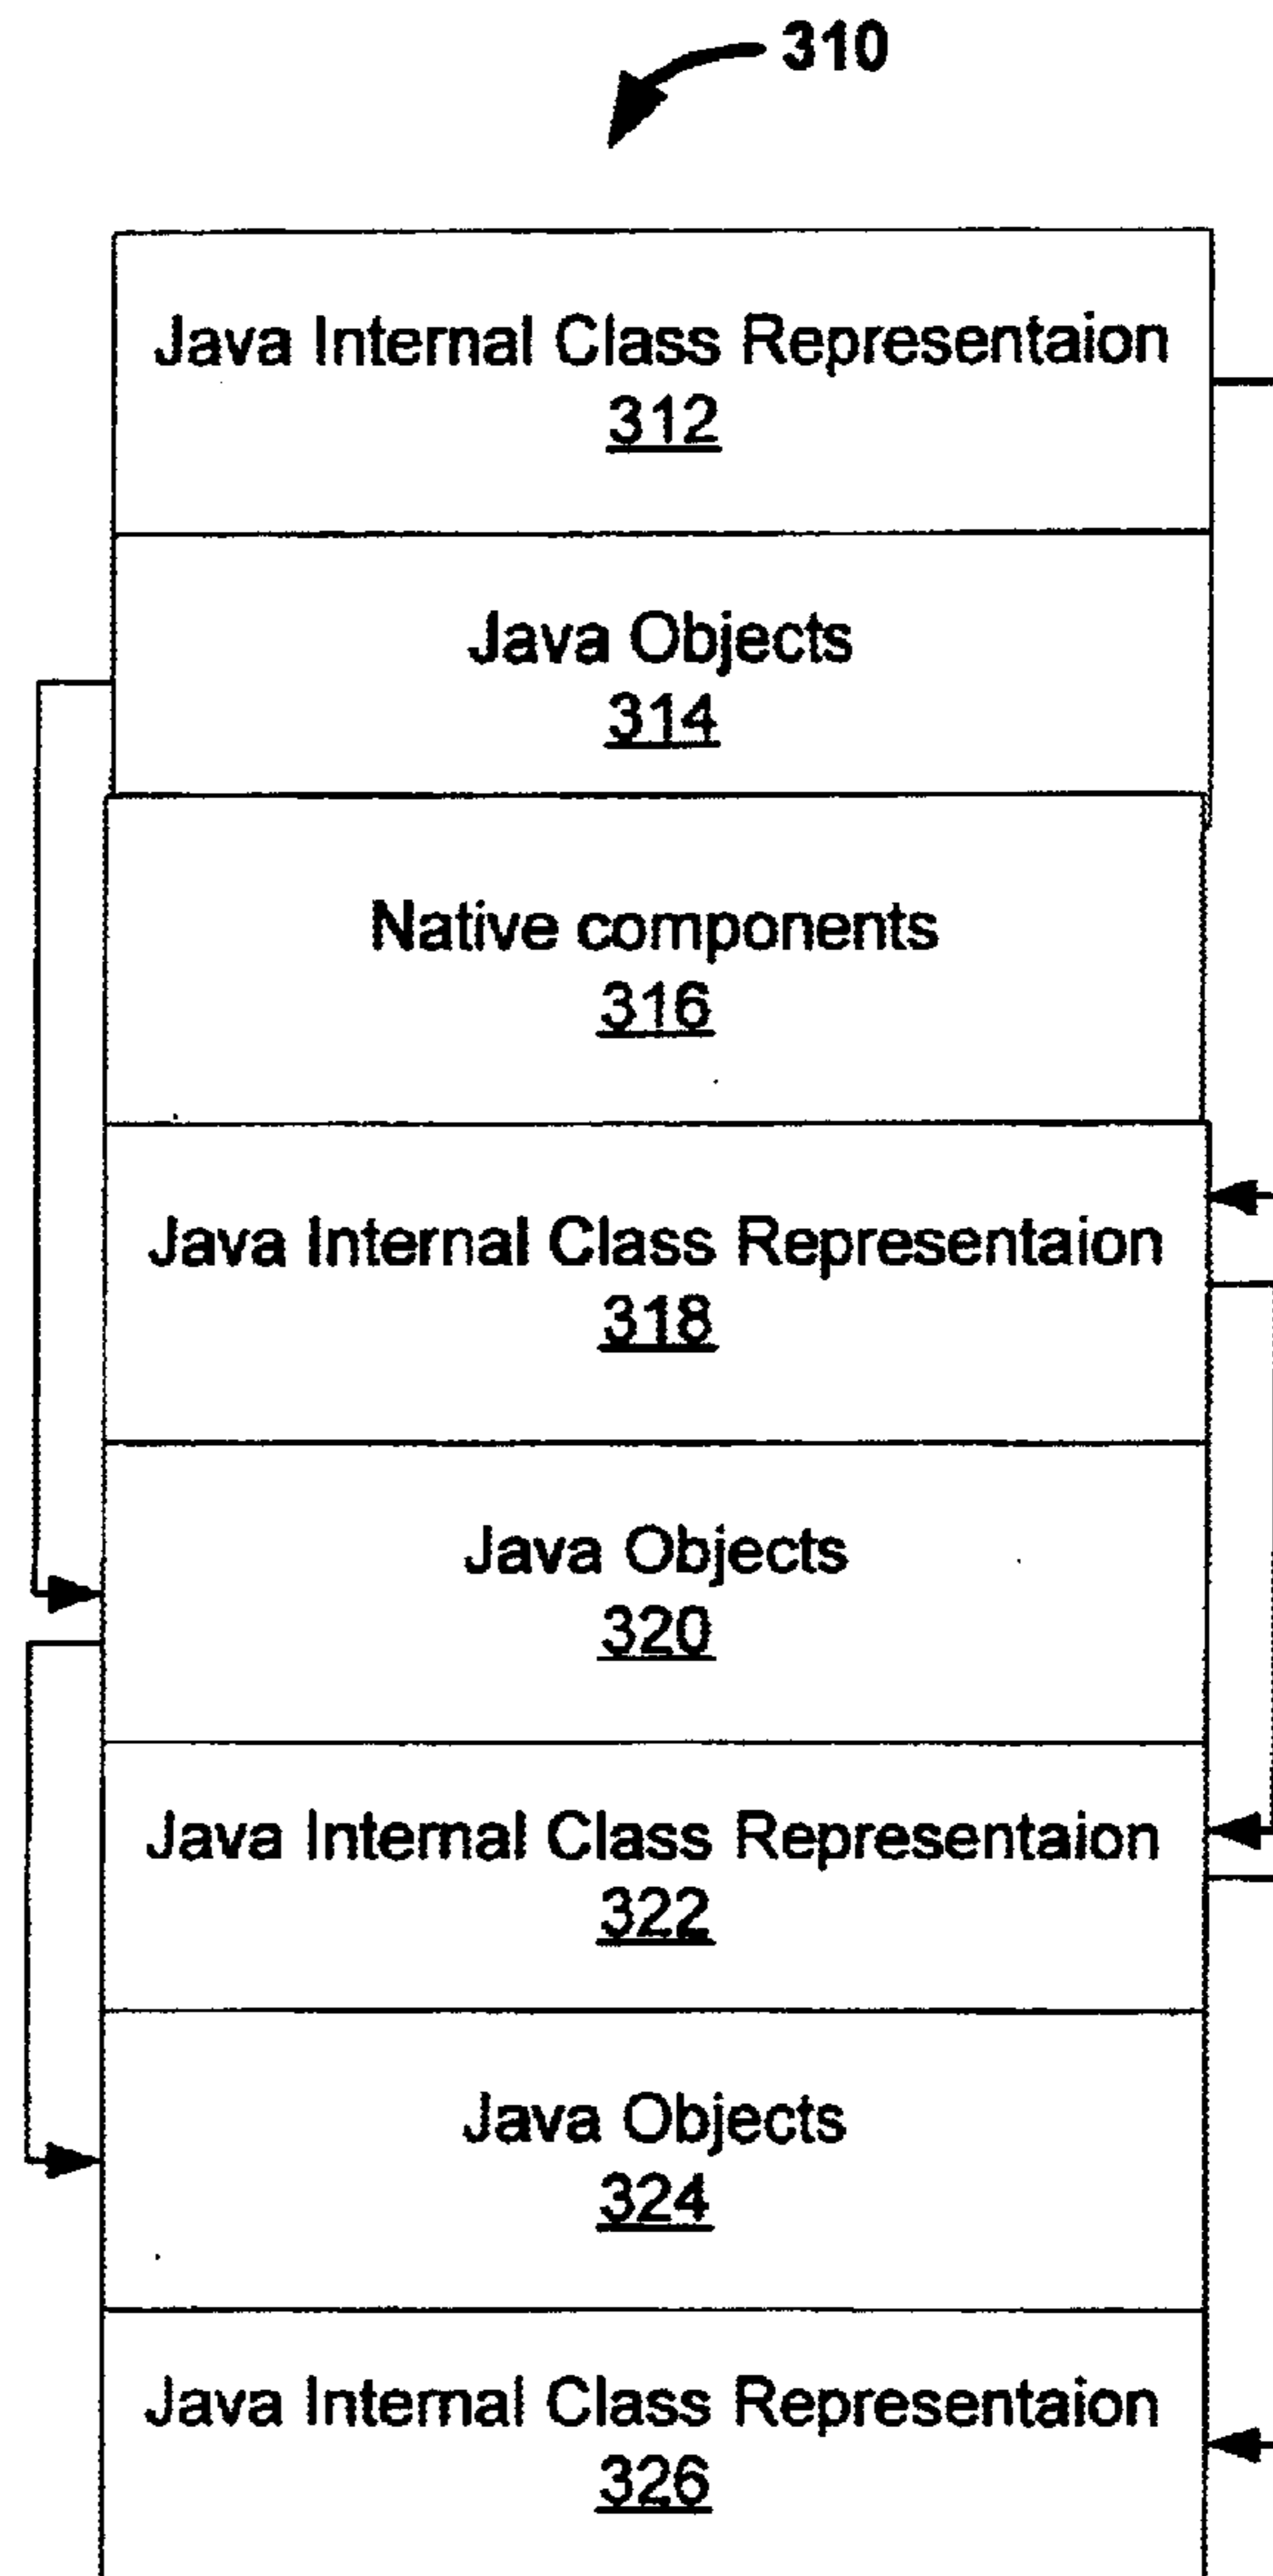 310
Java Internal Class Representaion
312
Java Objects
314
Native components
316
Java Internal Class Representaion
318
Java Objects
320
Java Internal Class Representaion
322
Java Objects
324
Java Internal Class Representaion
326